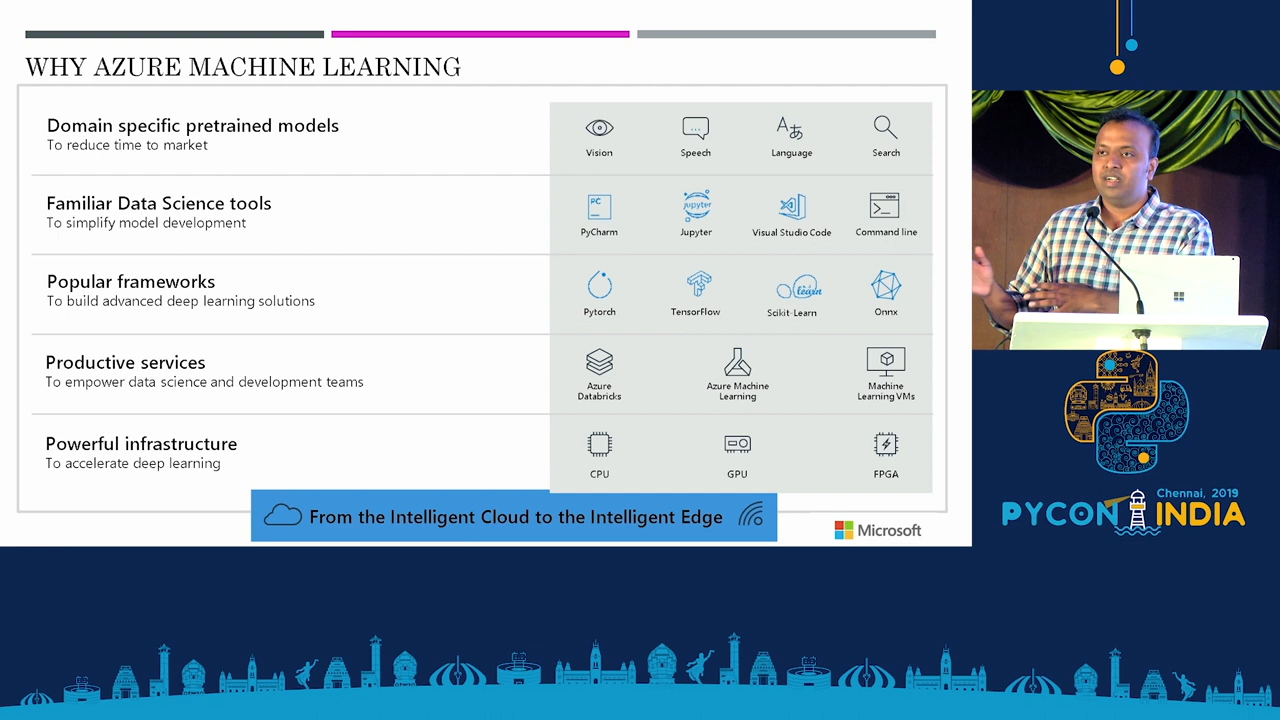 WHY AZURE MACHINE LEARNING
Domain specific pretrained models
To reduce time to market
Vision
Speech
Language
Search
Familiar Data Science tools
To simplify model development
PC
PyCharm
jupyter
Jupyter
Visual Studio Code
Command line
Popular frameworks
To build advanced deep learning solutions
Pytorch
TensorFlow
learn
Scikit-Learn
Onnx
Productive services
To empower data science and development teams
Azure
Databricks
Azure Machine
Learning
Machine
Learning VMs
Powerful infrastructure
To accelerate deep learning
CPU
GPU
FPGA
From the Intelligent Cloud to the Intelligent Edge
Microsoft
Chennai, 2019
PYCON INDIA